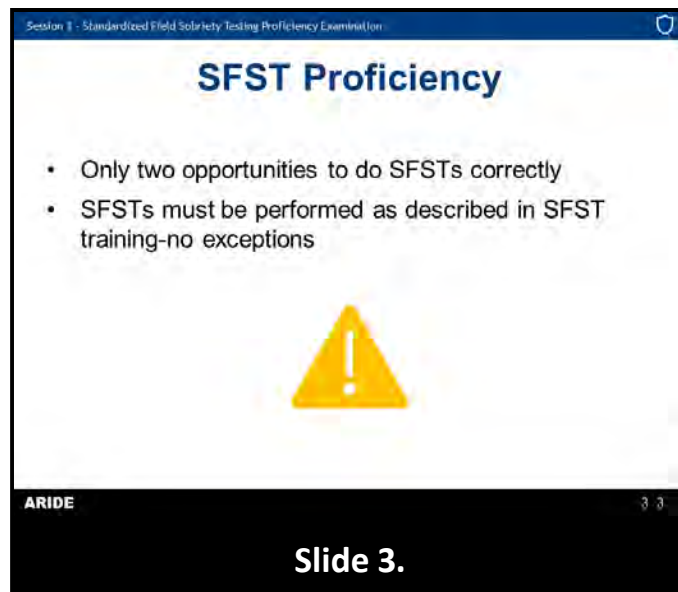 Session 3 - Standardized Field Sobriety Testing Proficiency Examination
SFST Proficiency
• Only two opportunities to do SFSTs correctly
• SFSTs must be performed as described in SFST
training-no exceptions
ARIDE
3 3
Slide 3.